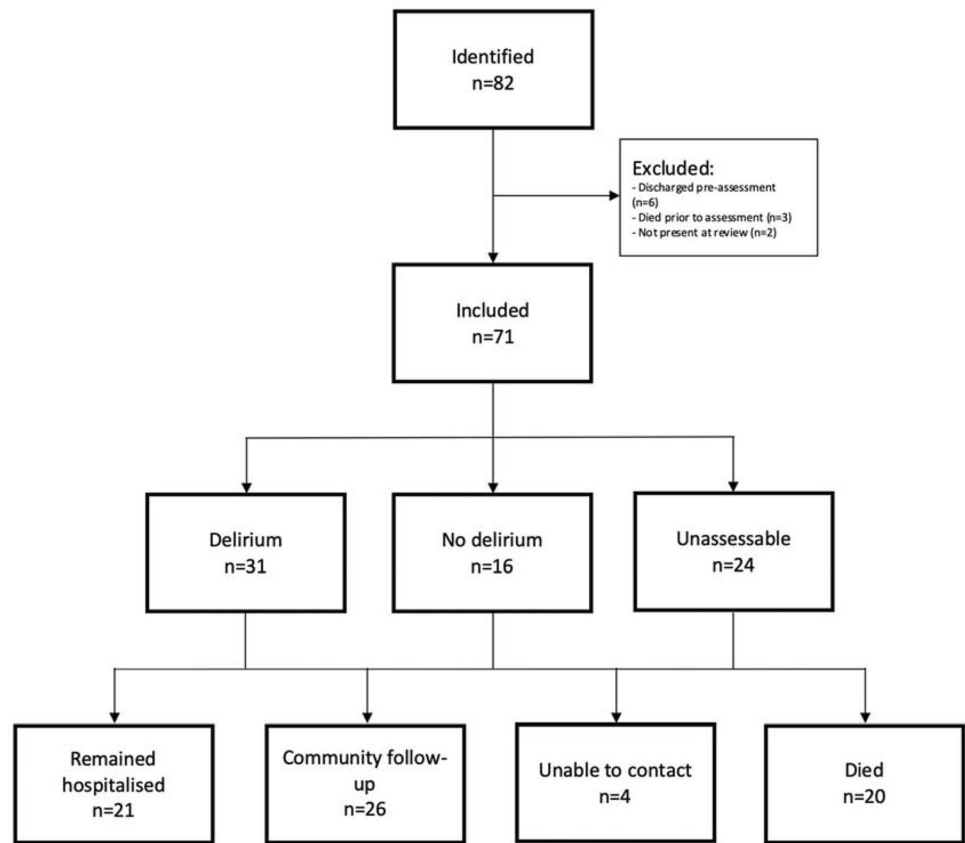 Identified
n=82
Excluded:
- Discharged pre-assessment
(n=6)
- Died prior to assessment (n=3)
- Not present at review (n=2)
Included
n=71
Delirium
n=31
No delirium
n=16
Unassessable
n=24
Remained
hospitalised
n=21
Community follow-
up
n=26
Unable to contact
n=4
Died
n=20